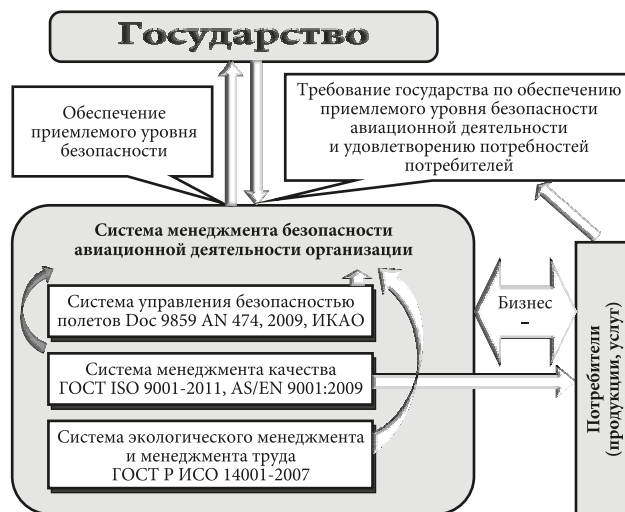 Государство
Обеспечение
приемлемого уровня
безопасности
Требование государства по обеспечению
приемлемого уровня безопасности
авиационной деятельности
и удовлетворению потребностей
потребителей
Система менеджмента безопасности
авиационной деятельности организации
Система управления безопасностью
полетов Doc 9859 AN 474, 2009, ИКАО
Система менеджмента качества
ГОСТ ISO 9001-2011, AS/EN 9001:2009
Система экологического менеджмента
и менеджмента труда
ГОСТ Р ИСО 14001-2007
Бизнес
–
Потребители
(продукции, услуг)